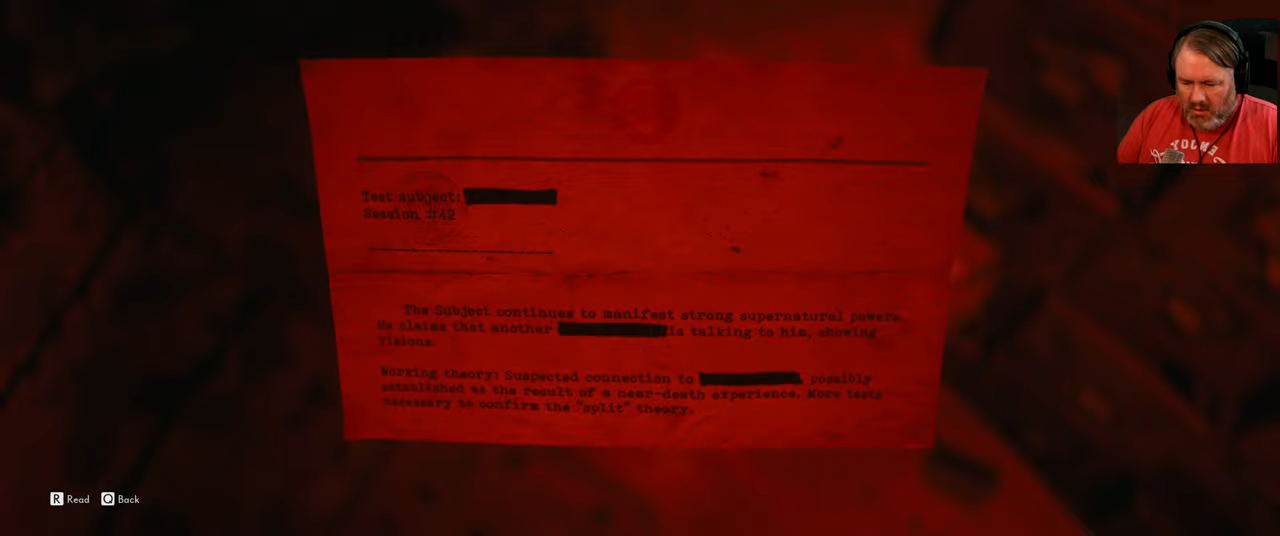 Test subject:
Session #42
The Subject continues to manifest strong supernatural powers.
He claims that another is talking to him, showing
visions.
Working theory: Suspected connection to , possibly
established as the result of a near-death experience. More tests
necessary to confirm the "split" theory.
R Read Q Back